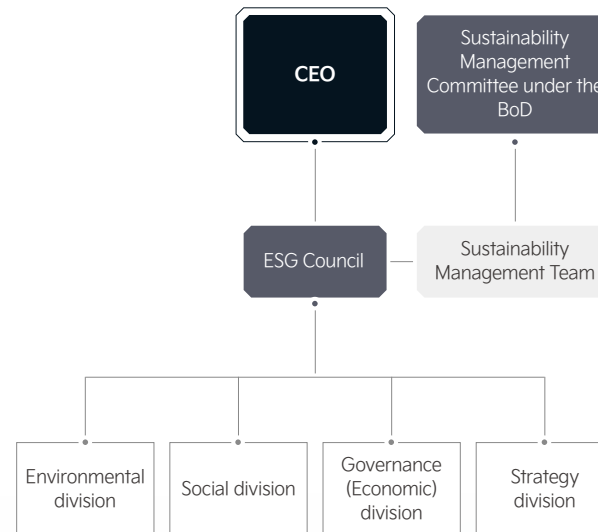 CEO
Sustainability
Management
Committee under the
BoD
ESG Council
Sustainability
Management Team
Environmental
division
Social division
Governance
(Economic)
division
Strategy
division